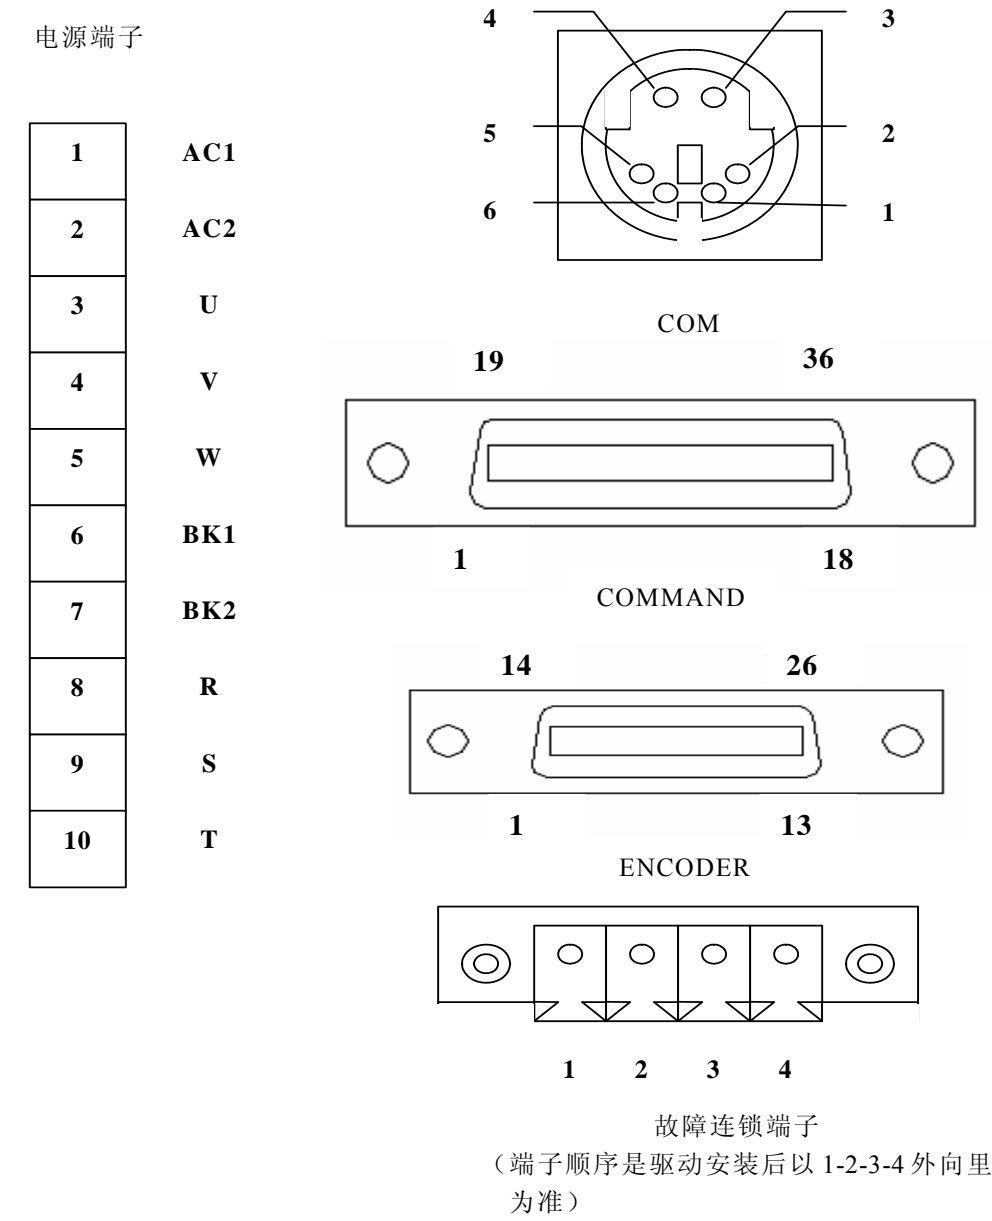 电源端子
1 AC1
2 AC2
3 U
4 V
5 W
6 BK1
7 BK2
8 R
9 S
10 T
4 3
5 2
6 1
COM
19 36
1 18
COMMAND
14 26
1 13
ENCODER
1 2 3 4
故障连锁端子
（端子顺序是驱动安装后以 1-2-3-4 外向里
为准）